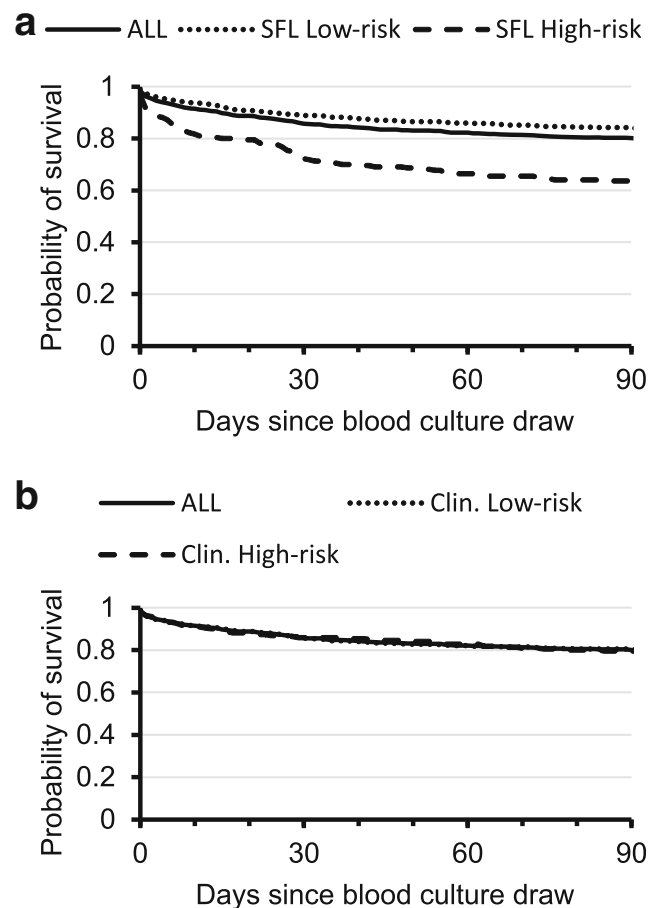 a ALL SFL Low-risk SFL High-risk
1
0.8
0.6
0.4
0.2
0
Probability of survival
0 30 60 90
Days since blood culture draw
b ALL Clin. Low-risk
Clin. High-risk
1
0.8
0.6
0.4
0.2
0
Probability of survival
0 30 60 90
Days since blood culture draw